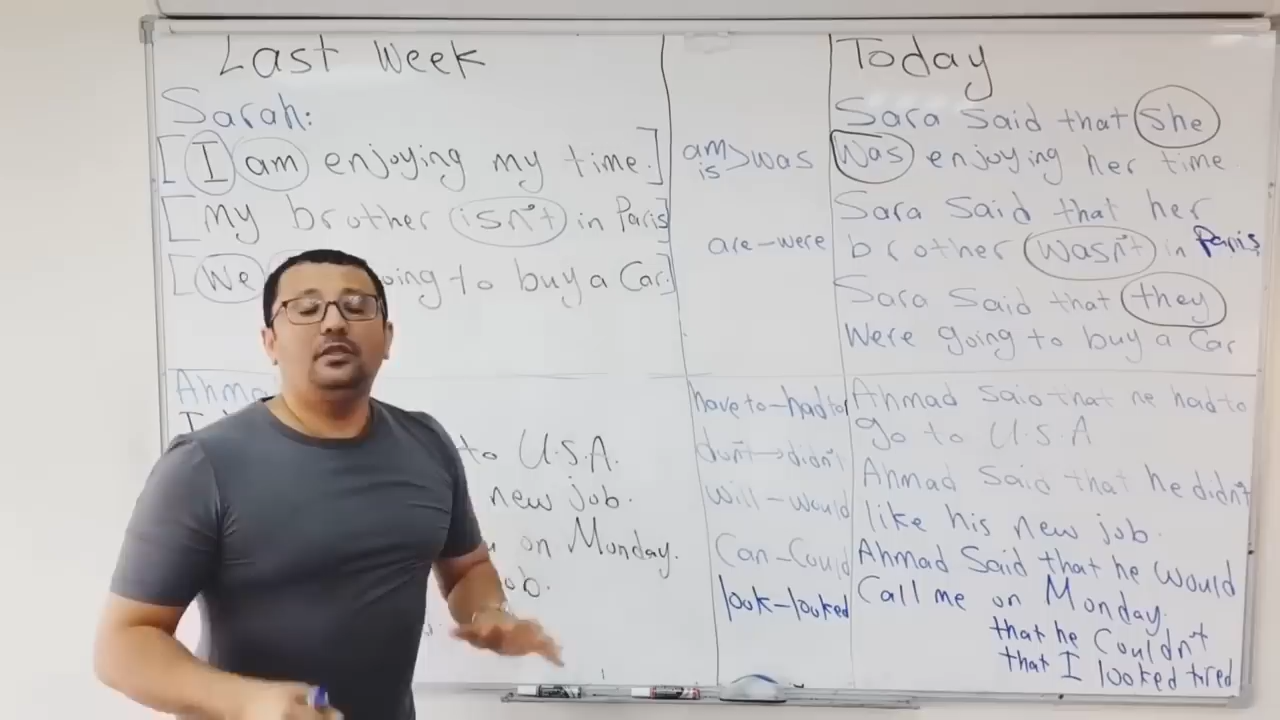 Last Week
Sarah:
[I am enjoying my time.]
[My brother isn't in Paris]
[We going to buy a Car.]
to U.S.A.
new job.
on Monday.
job.
am > was
is
are - were
have to - had to
don't → didn't
will - would
Can - Could
look - looked
Today
Sara Said that she
was enjoying her time
Sara Said that her
brother wasn't in Paris
Sara Said that they
were going to buy a Car
Ahmad Said that he had to
go to U.S.A
Ahmad Said that he didn't
like his new job.
Ahmad Said that he would
Call me on Monday.
that he Couldn't
that I looked tired